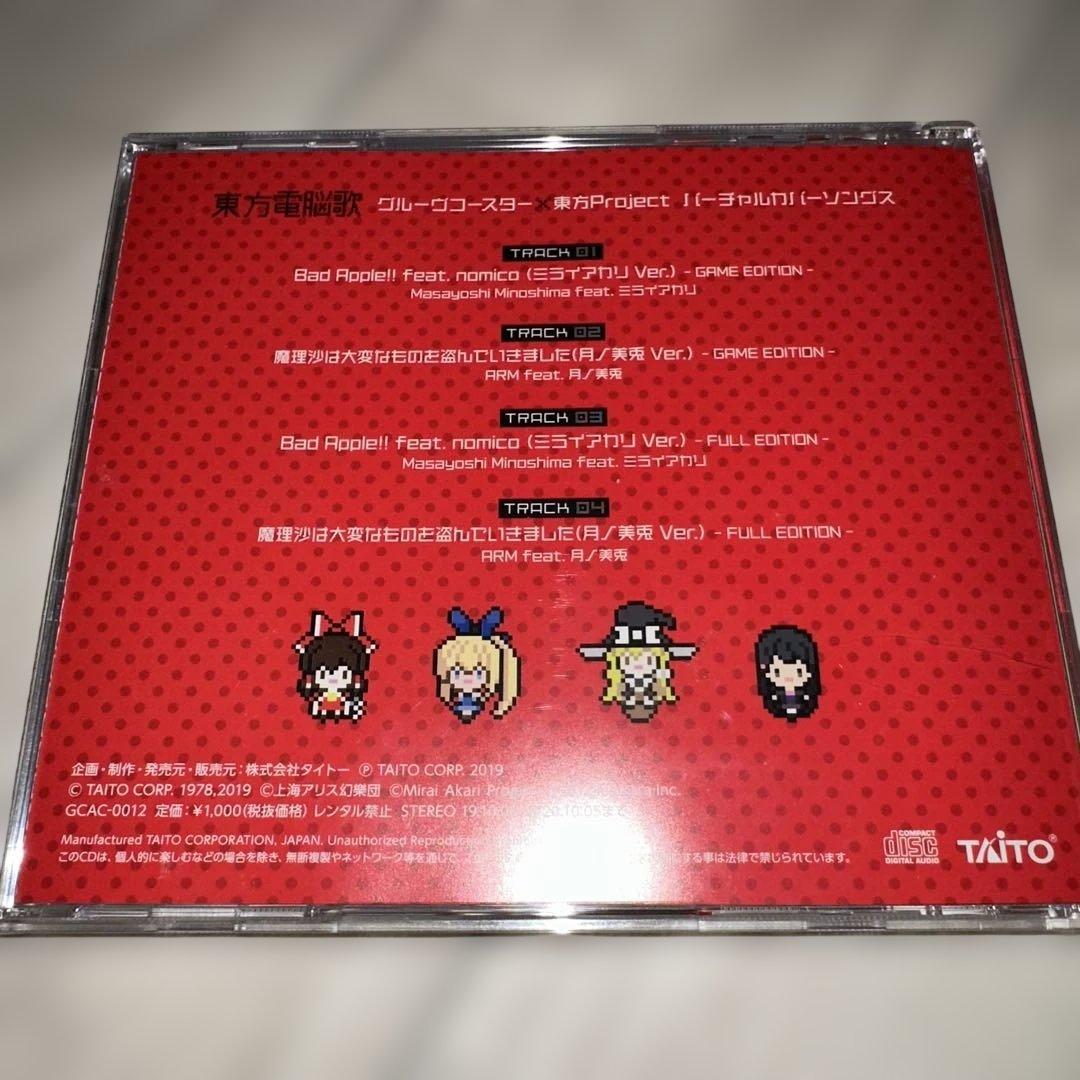 東方電脳歌 グルーヴコースター×東方Project バーチャルカバーソングス
TRACK 01
Bad Apple!! feat. nomico (ミライアカリ Ver.) - GAME EDITION -
Masayoshi Minoshima feat. ミライアカリ
TRACK 02
魔理沙は大変なものを盗んでいきました(月ノ美兎 Ver.) - GAME EDITION -
ARM feat. 月ノ美兎
TRACK 03
Bad Apple!! feat. nomico (ミライアカリ Ver.) - FULL EDITION -
Masayoshi Minoshima feat. ミライアカリ
TRACK 04
魔理沙は大変なものを盗んでいきました(月ノ美兎 Ver.) - FULL EDITION -
ARM feat. 月ノ美兎
企画・制作・発売元・販売元：株式会社タイトー Ⓟ TAITO CORP. 2019
© TAITO CORP. 1978,2019 ©上海アリス幻樂団 ©Mirai Akari
GCAC-0012 定価：¥1,000(税抜価格) レンタル禁止 STEREO
Manufactured TAITO CORPORATION, JAPAN. Unauthorized
このCDは、個人的に楽しむなどの場合を除き、無断複製やネットワーク等を通じて、 する事は法律で禁じられています。
COMPACT disc DIGITAL AUDIO
TAITO®